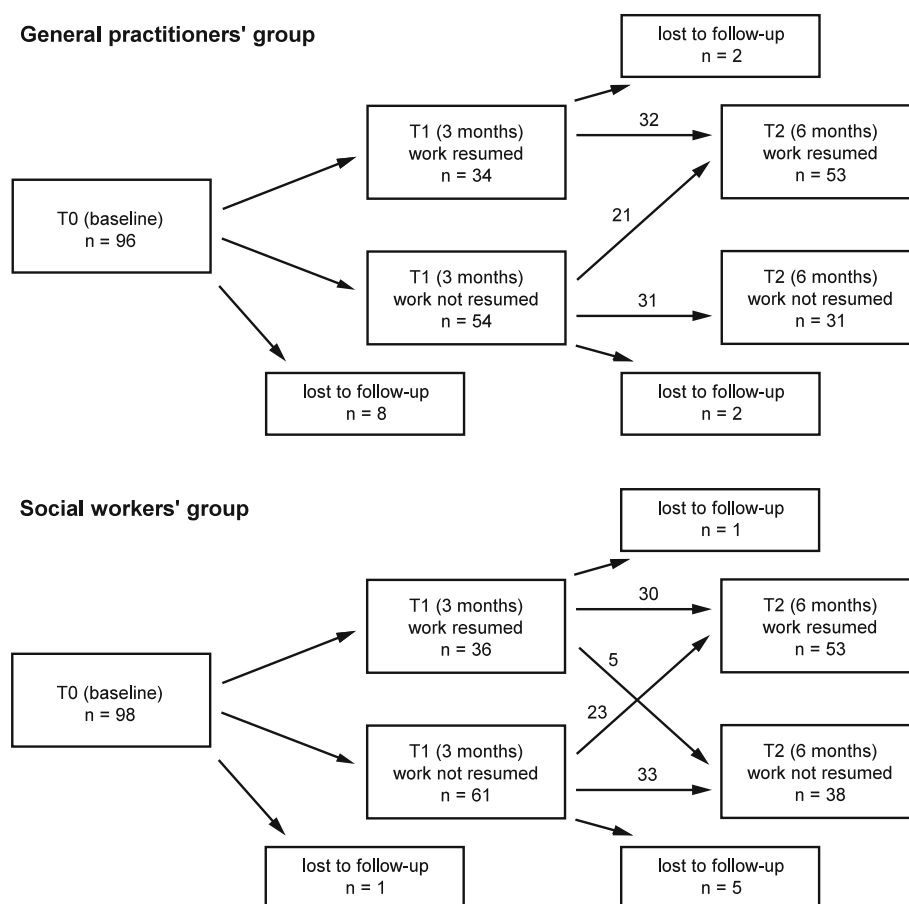 General practitioners' group
lost to follow-up
n = 2
T1 (3 months)
work resumed
n = 34
32
T2 (6 months)
work resumed
n = 53
T0 (baseline)
n = 96
21
T1 (3 months)
work not resumed
n = 54
31
T2 (6 months)
work not resumed
n = 31
lost to follow-up
n = 8
lost to follow-up
n = 2
Social workers' group
lost to follow-up
n = 1
T1 (3 months)
work resumed
n = 36
30
T2 (6 months)
work resumed
n = 53
5
T0 (baseline)
n = 98
23
T1 (3 months)
work not resumed
n = 61
33
T2 (6 months)
work not resumed
n = 38
lost to follow-up
n = 1
lost to follow-up
n = 5